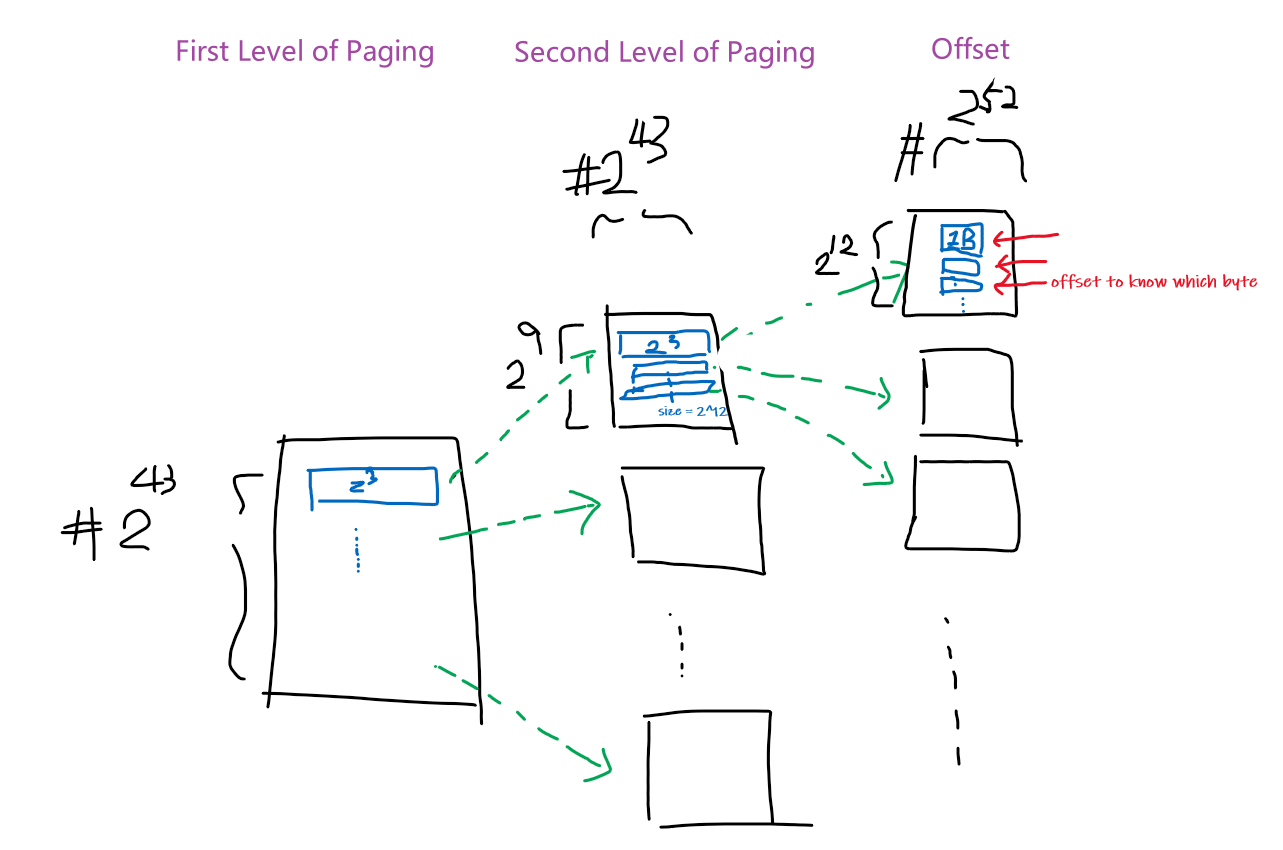 First Level of Paging
Second Level of Paging
Offset
2^52
#
#2^43
2^12
1B
offset to know which byte
2^9
2^3
size = 2^12
#2^43
2^3